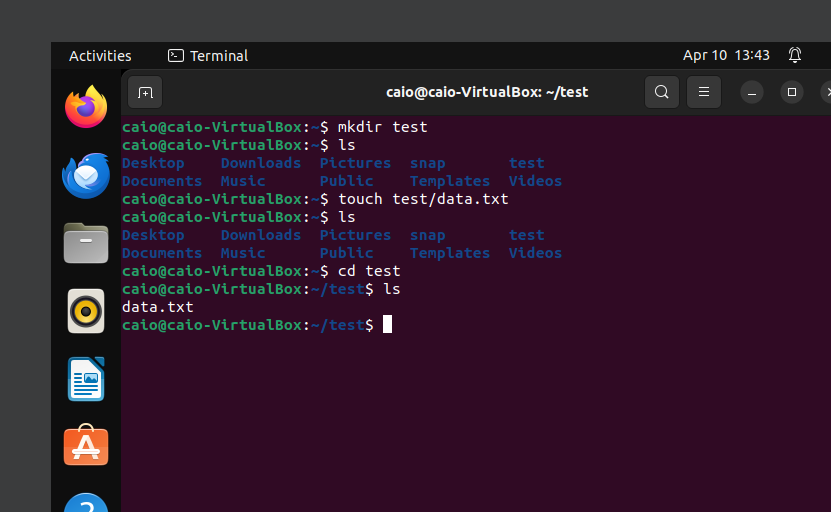 Activities    Terminal    Apr 10  13:43
caio@caio-VirtualBox: ~/test
caio@caio-VirtualBox:~$ mkdir test
caio@caio-VirtualBox:~$ ls
Desktop    Downloads  Pictures  snap       test
Documents  Music      Public    Templates  Videos
caio@caio-VirtualBox:~$ touch test/data.txt
caio@caio-VirtualBox:~$ ls
Desktop    Downloads  Pictures  snap       test
Documents  Music      Public    Templates  Videos
caio@caio-VirtualBox:~$ cd test
caio@caio-VirtualBox:~/test$ ls
data.txt
caio@caio-VirtualBox:~/test$